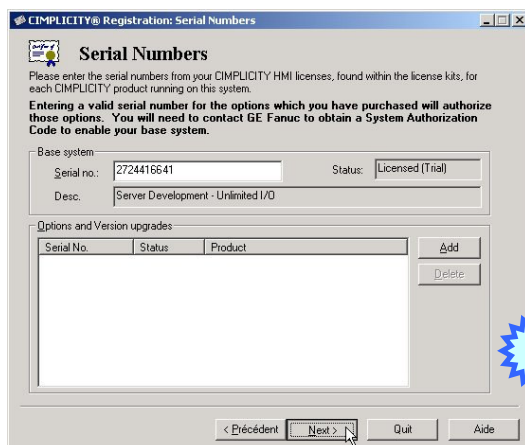 CIMPLICITY® Registration: Serial Numbers
Serial Numbers
Please enter the serial numbers from your CIMPLICITY HMI licenses, found within the license kits, for
each CIMPLICITY product running on this system.
Entering a valid serial number for the options which you have purchased will authorize
those options. You will need to contact GE Fanuc to obtain a System Authorization
Code to enable your base system.
Base system
Serial no.: 2724416641 Status: Licensed (Trial)
Desc. Server Development - Unlimited I/O
Options and Version upgrades
Serial No. Status Product
Add
Delete
< Précédent Next > Quit Aide